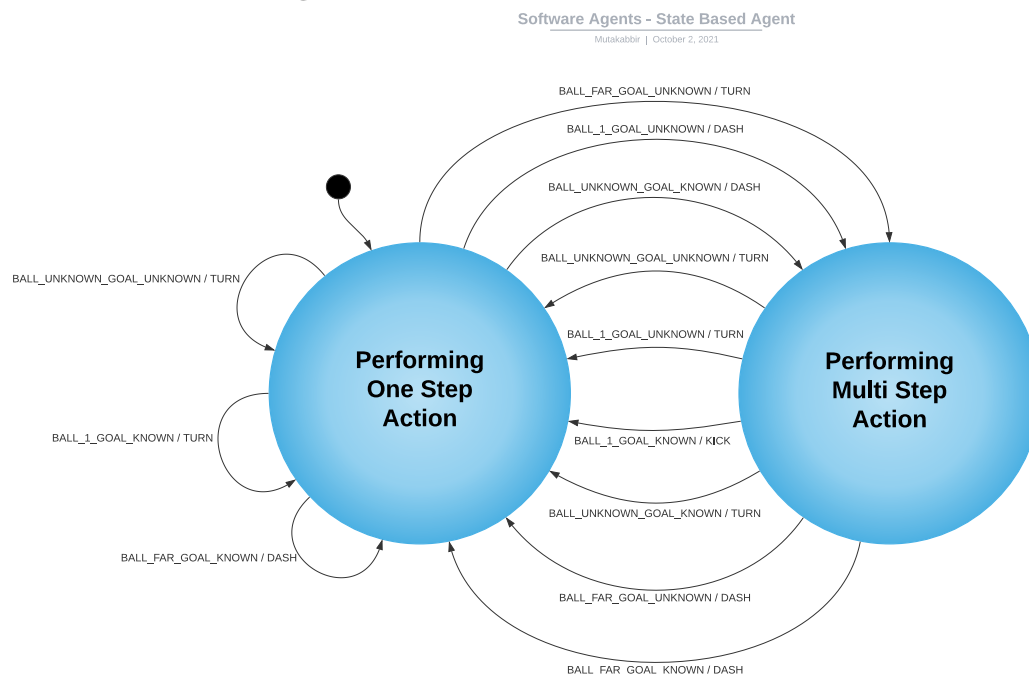 Software Agents - State Based Agent
Mutakabbir | October 2, 2021
BALL_FAR_GOAL_UNKNOWN / TURN
BALL_1_GOAL_UNKNOWN / DASH
BALL_UNKNOWN_GOAL_KNOWN / DASH
BALL_UNKNOWN_GOAL_UNKNOWN / TURN
BALL_UNKNOWN_GOAL_UNKNOWN / TURN
BALL_1_GOAL_UNKNOWN / TURN
Performing
One Step
Action
Performing
Multi Step
Action
BALL_1_GOAL_KNOWN / TURN
BALL_1_GOAL_KNOWN / KICK
BALL_UNKNOWN_GOAL_KNOWN / TURN
BALL_FAR_GOAL_KNOWN / DASH
BALL_FAR_GOAL_UNKNOWN / DASH
BALL_FAR_GOAL_KNOWN / DASH